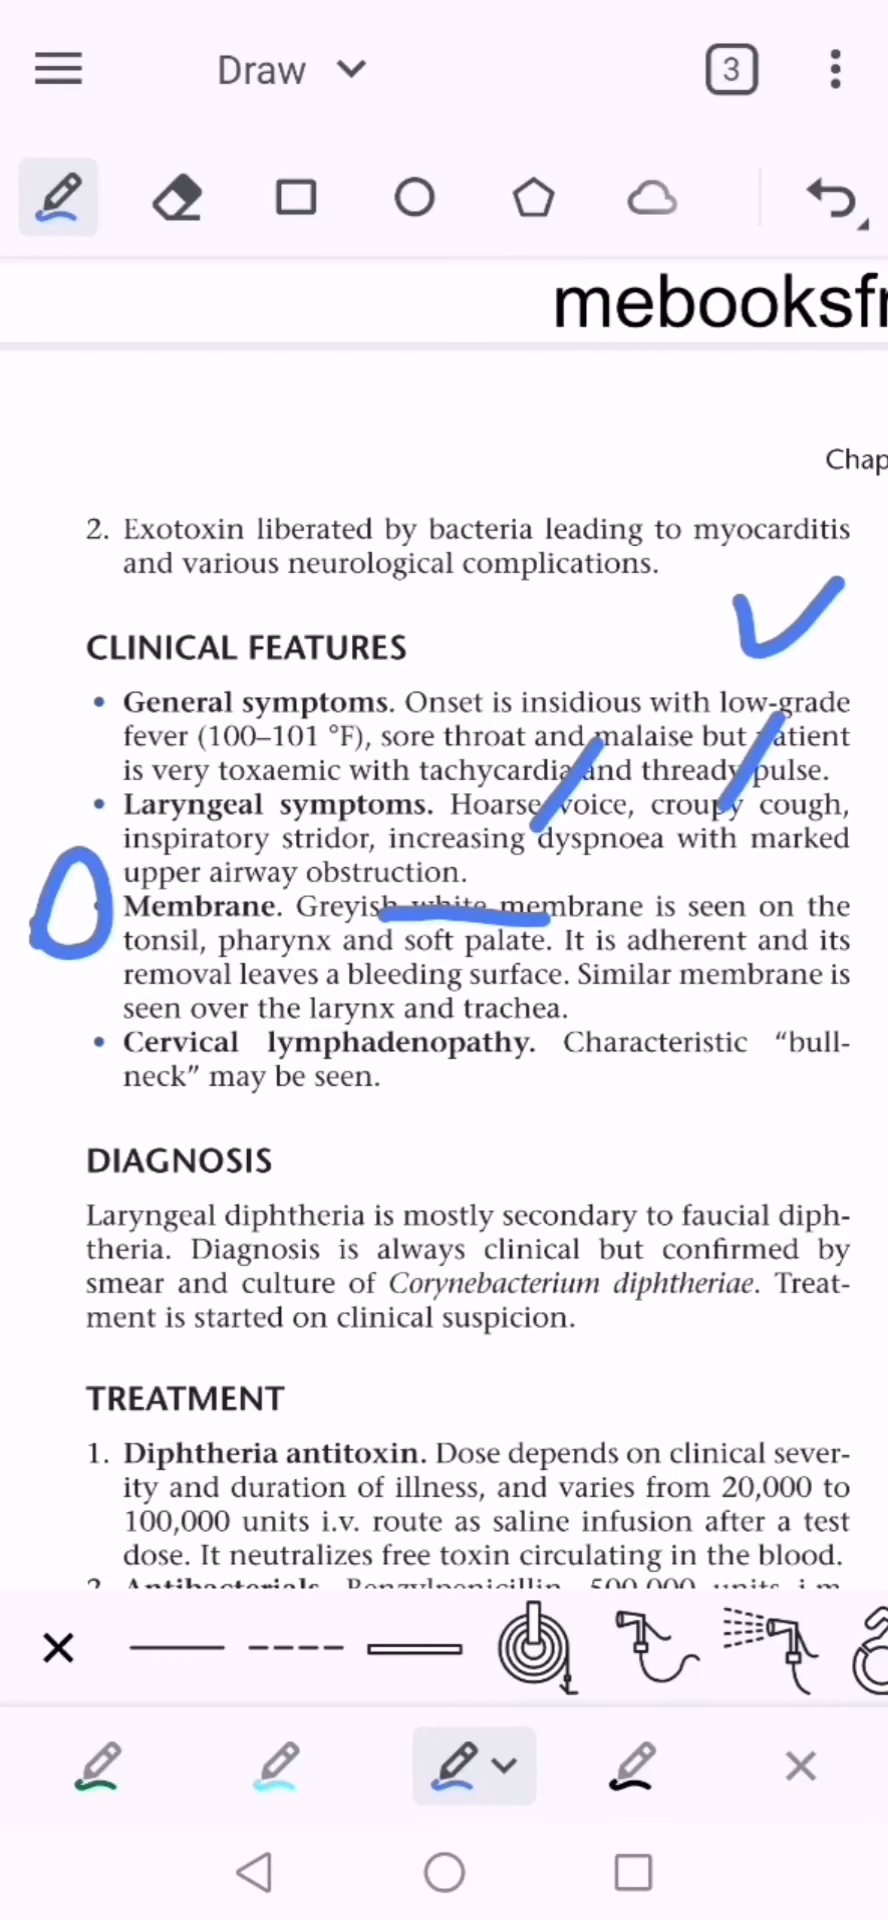 Draw
3
mebooksfr
Chap
2. Exotoxin liberated by bacteria leading to myocarditis
and various neurological complications.
CLINICAL FEATURES
• General symptoms. Onset is insidious with low-grade
fever (100–101 °F), sore throat and malaise but patient
is very toxaemic with tachycardia and thready pulse.
• Laryngeal symptoms. Hoarse voice, croupy cough,
inspiratory stridor, increasing dyspnoea with marked
upper airway obstruction.
Membrane. Greyish white membrane is seen on the
tonsil, pharynx and soft palate. It is adherent and its
removal leaves a bleeding surface. Similar membrane is
seen over the larynx and trachea.
• Cervical lymphadenopathy. Characteristic “bull-
neck” may be seen.
DIAGNOSIS
Laryngeal diphtheria is mostly secondary to faucial diph-
theria. Diagnosis is always clinical but confirmed by
smear and culture of Corynebacterium diphtheriae. Treat-
ment is started on clinical suspicion.
TREATMENT
1. Diphtheria antitoxin. Dose depends on clinical sever-
ity and duration of illness, and varies from 20,000 to
100,000 units i.v. route as saline infusion after a test
dose. It neutralizes free toxin circulating in the blood.
2. Antibacterials. Benzylpenicillin 500,000 units i.m.